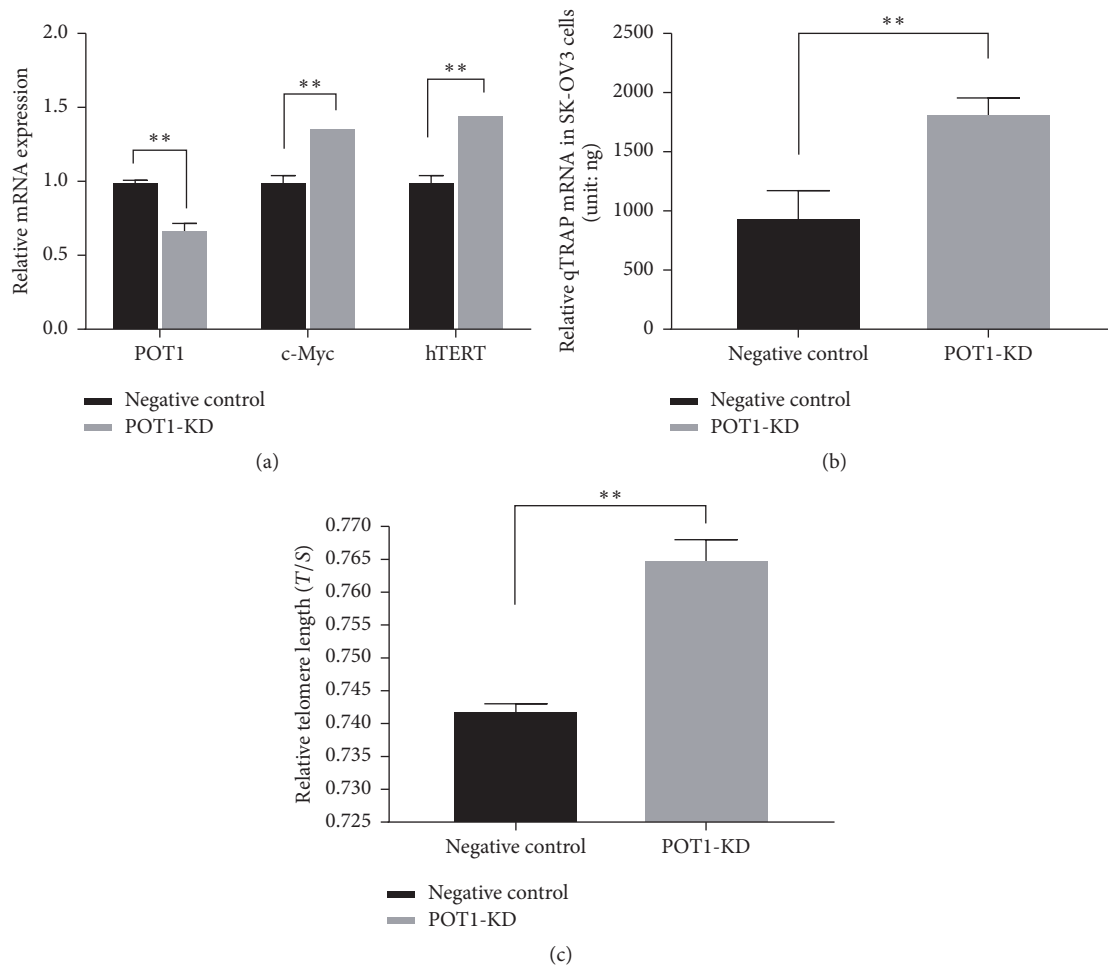 Relative mRNA expression
2.0
1.5
1.0
0.5
0.0
**
**
**
POT1 c-Myc hTERT
Negative control
POT1-KD
(a)
Relative qTRAP mRNA in SK-OV3 cells
(unit: ng)
2500
2000
1500
1000
500
0
**
Negative control POT1-KD
Negative control
POT1-KD
(b)
Relative telomere length (T/S)
0.770
0.765
0.760
0.755
0.750
0.745
0.740
0.735
0.730
0.725
**
Negative control POT1-KD
Negative control
POT1-KD
(c)